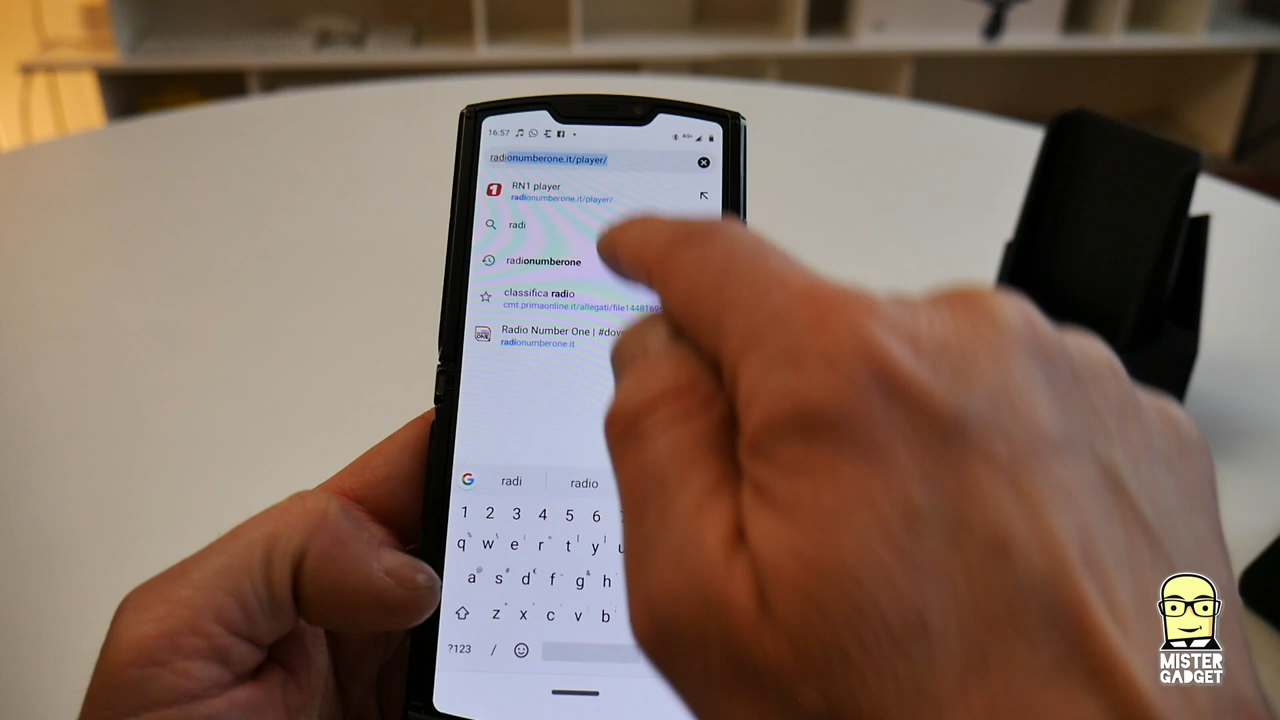 16:57
4G+
radionumberone.it/player/
RN1 player
radionumberone.it/player/
radi
radionumberone
classifica radio
cmt.primaonline.it/allegati/file1448169
Radio Number One | #dov
radionumberone.it
radi radio
1 2 3 4 5 6
q w e r t y u
a s d f g h
z x c v b
?123 /
MISTER
GADGET